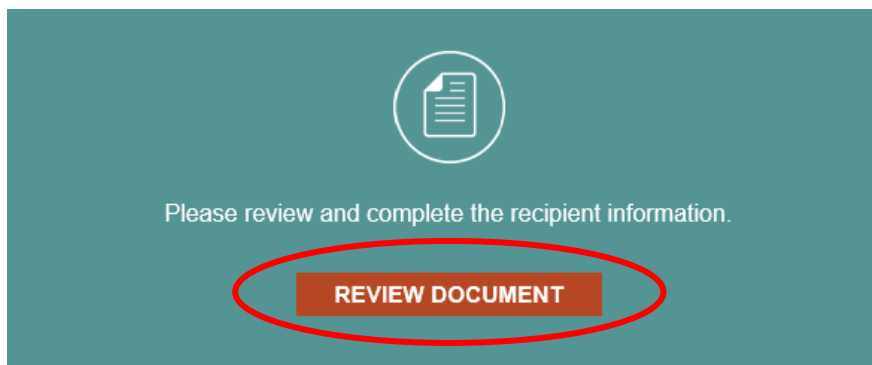 Please review and complete the recipient information.
REVIEW DOCUMENT